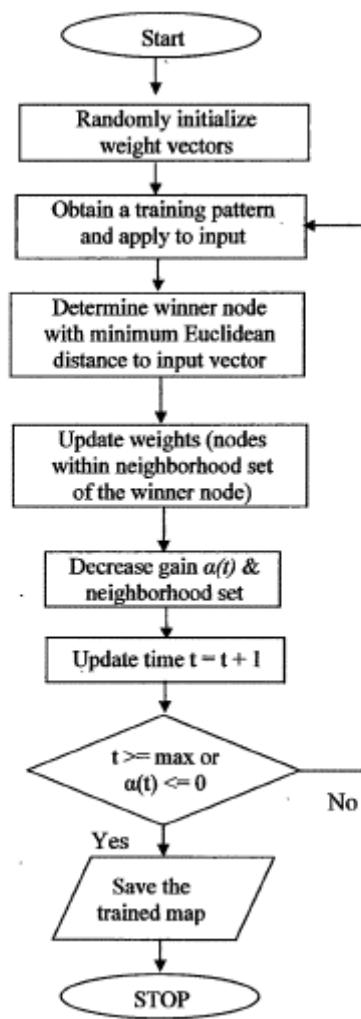 Start
Randomly initialize
weight vectors
Obtain a training pattern
and apply to input
Determine winner node
with minimum Euclidean
distance to input vector
Update weights (nodes
within neighborhood set
of the winner node)
Decrease gain a(t) &
neighborhood set
Update time t = t + 1
t >= max or
α(t) <= 0
No
Yes
Save the
trained map
STOP